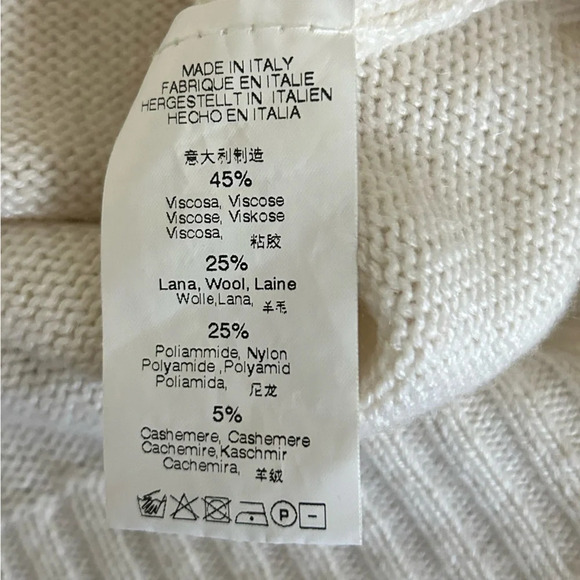 MADE IN ITALY
FABRIQUE EN ITALIE
HERGESTELLT IN ITALIEN
HECHO EN ITALIA
意大利制造
45%
Viscosa, Viscose
Viscose, Viskose
Viscosa, 粘胶
25%
Lana, Wool, Laine
Wolle,Lana, 羊毛
25%
Poliammide, Nylon
Polyamide, Polyamid
Poliamida, 尼龙
5%
Cashemere, Cashemere
Cachemire,Kaschmir
Cachemira, 羊绒
P